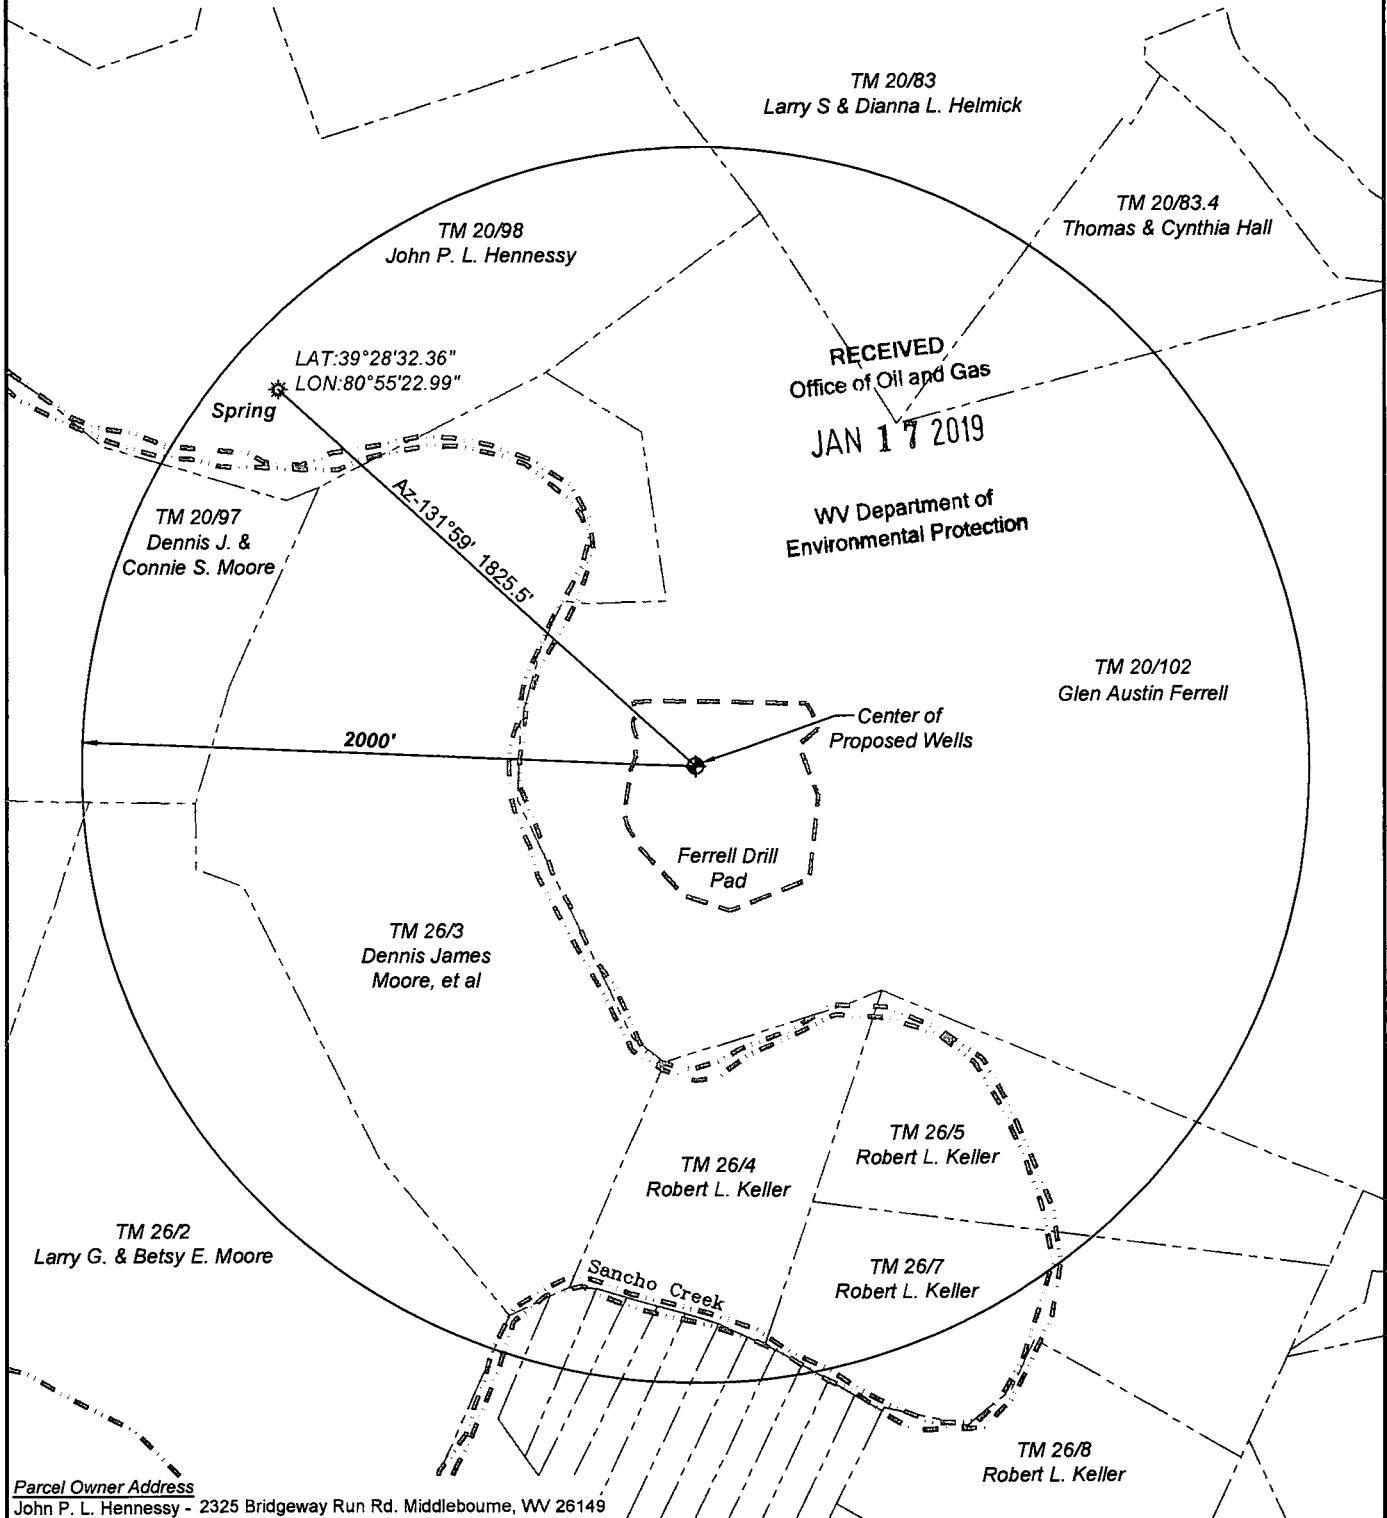 TM 20/83
Larry S & Dianna L. Helmick
TM 20/83.4
Thomas & Cynthia Hall
TM 20/98
John P. L. Hennessy
LAT:39°28'32.36"
LON:80°55'22.99"
Spring
RECEIVED
Office of Oil and Gas
JAN 17 2019
WV Department of
Environmental Protection
TM 20/97
Dennis J. &
Connie S. Moore
Az-131°59' 1825.5'
TM 20/102
Glen Austin Ferrell
Center of
Proposed Wells
2000'
Ferrell Drill
Pad
TM 26/3
Dennis James
Moore, et al
TM 26/5
Robert L. Keller
TM 26/4
Robert L. Keller
TM 26/2
Larry G. & Betsy E. Moore
TM 26/7
Robert L. Keller
Sancho Creek
TM 26/8
Robert L. Keller
Parcel Owner Address
John P. L. Hennessy - 2325 Bridgeway Run Rd. Middlebourne, WV 26149